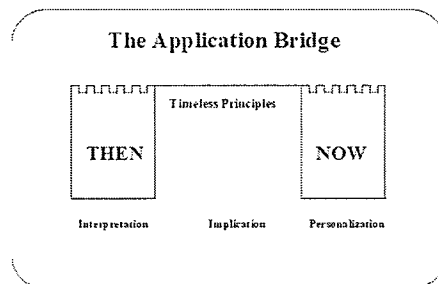 The Application Bridge
Timeless Principles
THEN NOW
Interpretation Implication Personalization